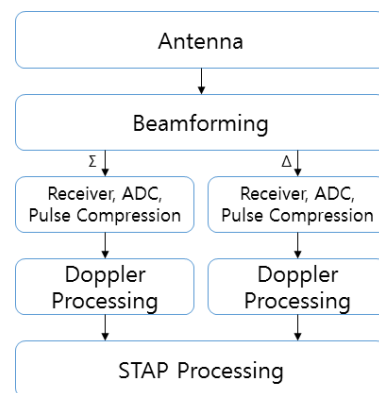 Antenna
Beamforming
Σ
Δ
Receiver, ADC,
Pulse Compression
Receiver, ADC,
Pulse Compression
Doppler
Processing
Doppler
Processing
STAP Processing